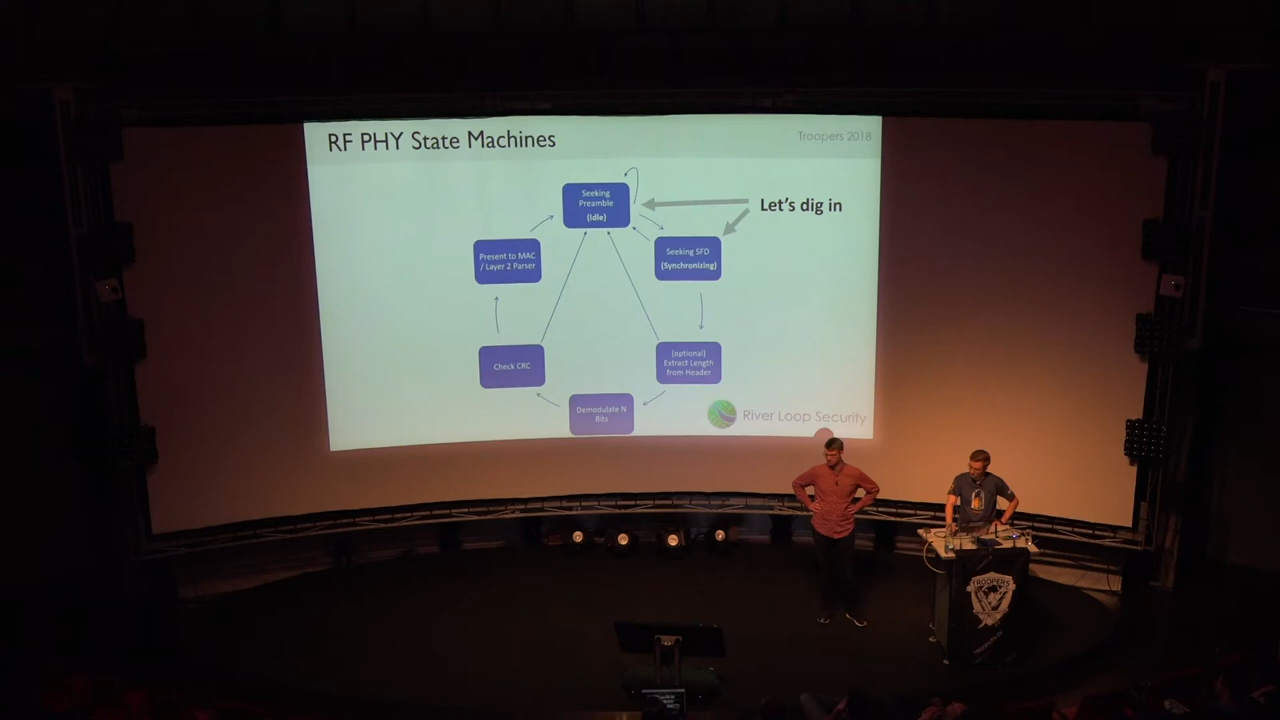 RF PHY State Machines
Troopers 2018
Seeking
Preamble
(Idle)
Let's dig in
Present to MAC
/ Layer 2 Parser
Seeking SFD
(Synchronizing)
Check CRC
(optional)
Extract Length
from Header
Demodulate N
Bits
River Loop Security
TROOPERS